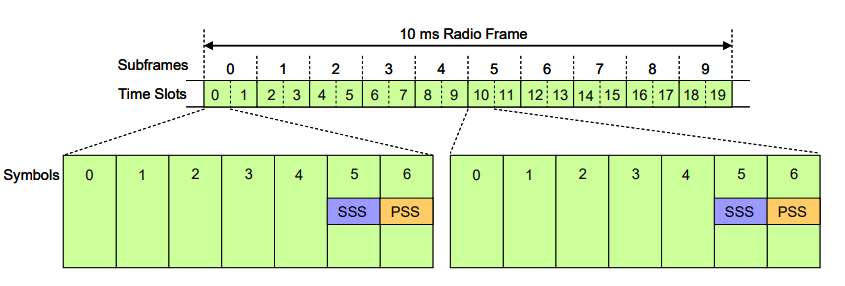 10 ms Radio Frame
Subframes 0 1 2 3 4 5 6 7 8 9
Time Slots 0 1 2 3 4 5 6 7 8 9 10 11 12 13 14 15 16 17 18 19
Symbols 0 1 2 3 4 5 6 0 1 2 3 4 5 6
SSS PSS SSS PSS